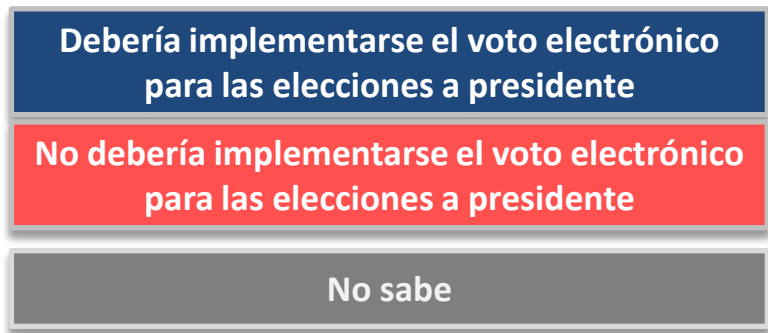 Debería implementarse el voto electrónico
para las elecciones a presidente
No debería implementarse el voto electrónico
para las elecciones a presidente
No sabe